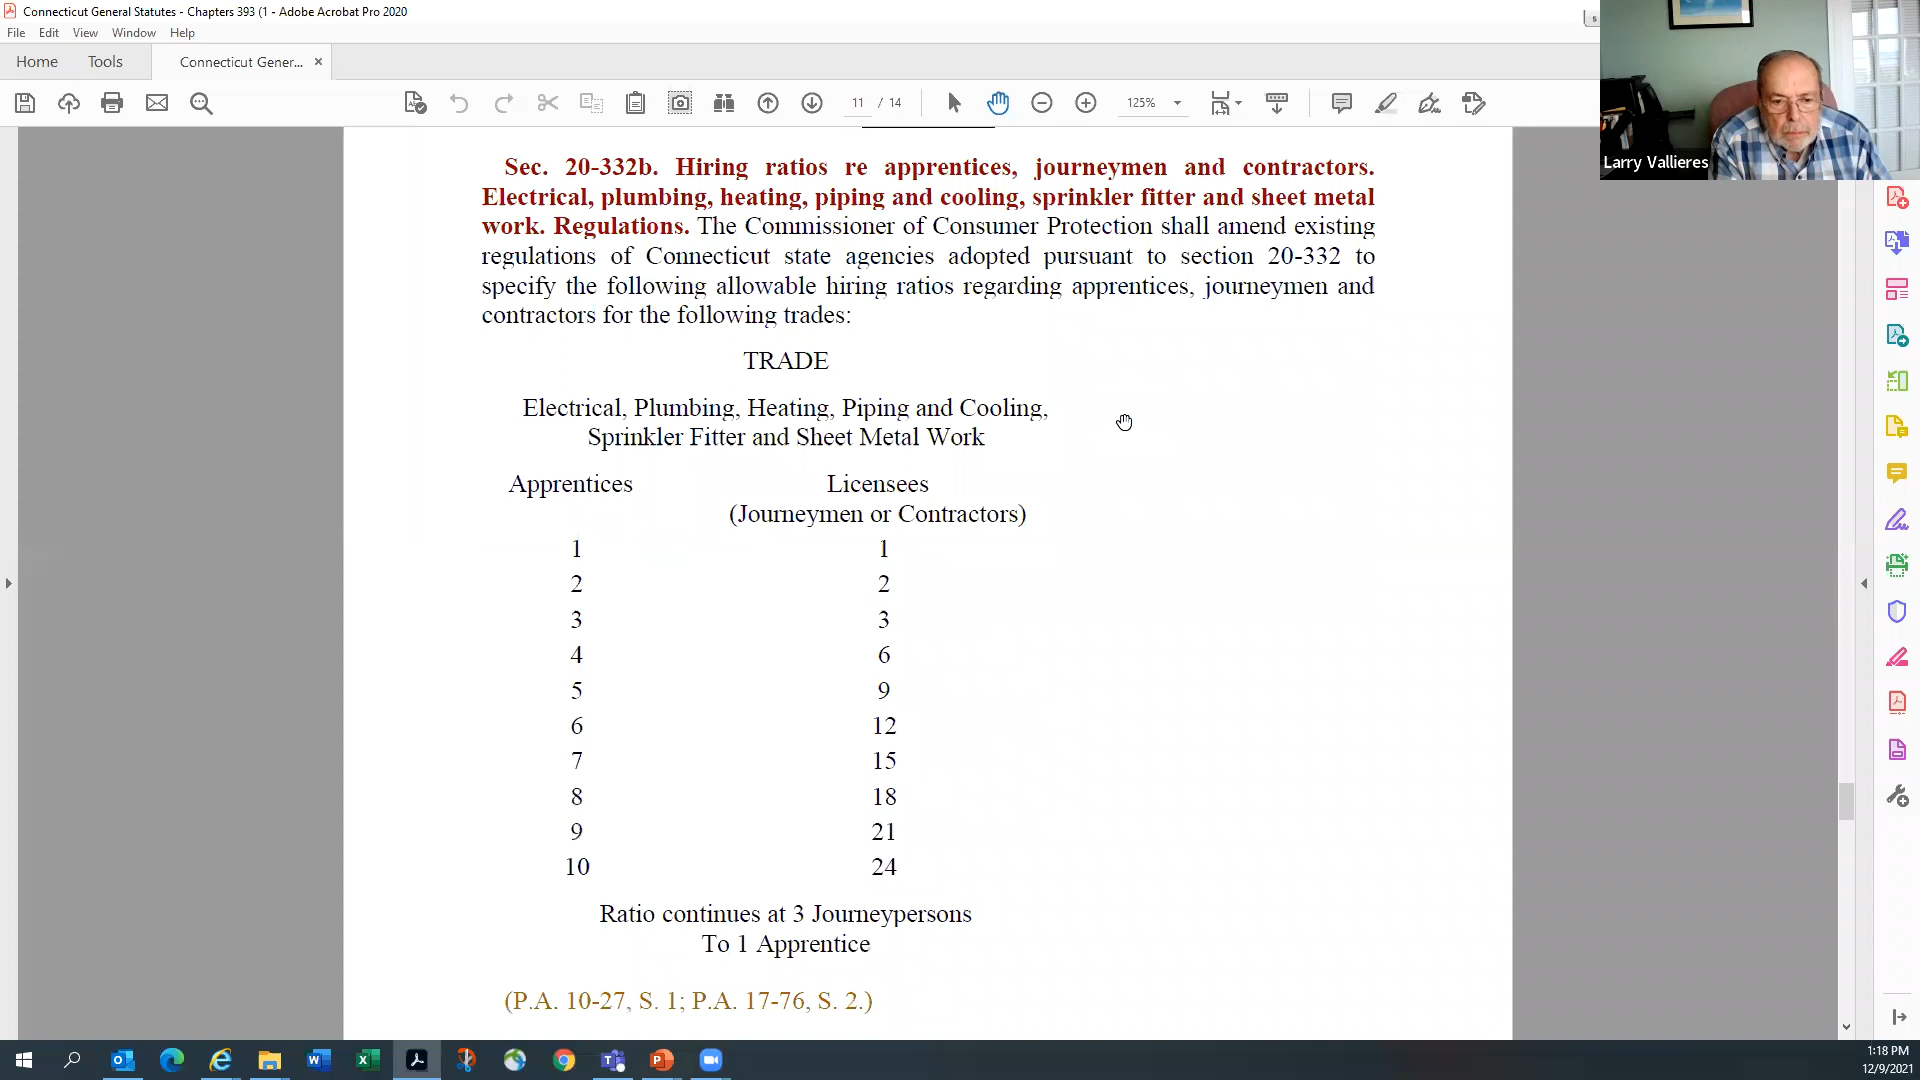 Connecticut General Statutes - Chapters 393 (1 - Adobe Acrobat Pro 2020
File Edit View Window Help
Home Tools Connecticut Gener... ×
11 / 14 125%
Larry Vallieres
Sec. 20-332b. Hiring ratios re apprentices, journeymen and contractors.
Electrical, plumbing, heating, piping and cooling, sprinkler fitter and sheet metal
work. Regulations. The Commissioner of Consumer Protection shall amend existing
regulations of Connecticut state agencies adopted pursuant to section 20-332 to
specify the following allowable hiring ratios regarding apprentices, journeymen and
contractors for the following trades:
TRADE
Electrical, Plumbing, Heating, Piping and Cooling,
Sprinkler Fitter and Sheet Metal Work
Apprentices Licensees
(Journeymen or Contractors)
1 1
2 2
3 3
4 6
5 9
6 12
7 15
8 18
9 21
10 24
Ratio continues at 3 Journeypersons
To 1 Apprentice
(P.A. 10-27, S. 1; P.A. 17-76, S. 2.)
1:18 PM
12/9/2021